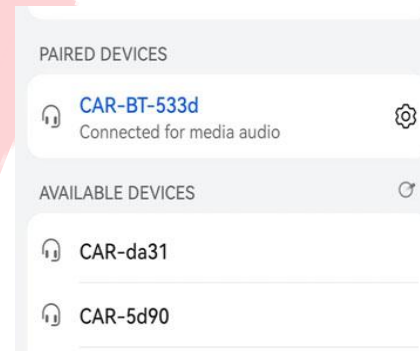 PAIRED DEVICES
CAR-BT-533d
Connected for media audio
AVAILABLE DEVICES
CAR-da31
CAR-5d90